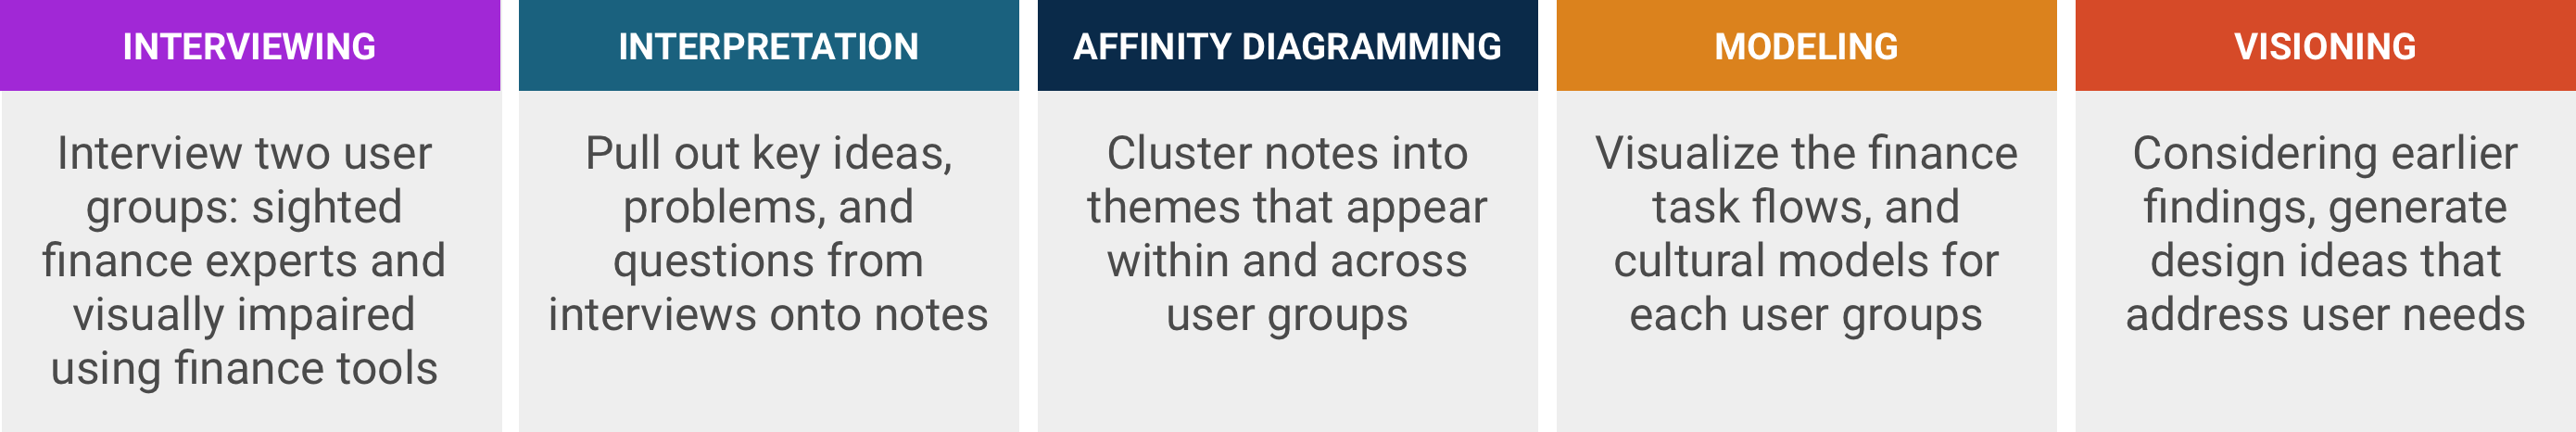 INTERVIEWING
Interview two user
groups: sighted
finance experts and
visually impaired
using finance tools
INTERPRETATION
Pull out key ideas,
problems, and
questions from
interviews onto notes
AFFINITY DIAGRAMMING
Cluster notes into
themes that appear
within and across
user groups
MODELING
Visualize the finance
task flows, and
cultural models for
each user groups
VISIONING
Considering earlier
findings, generate
design ideas that
address user needs